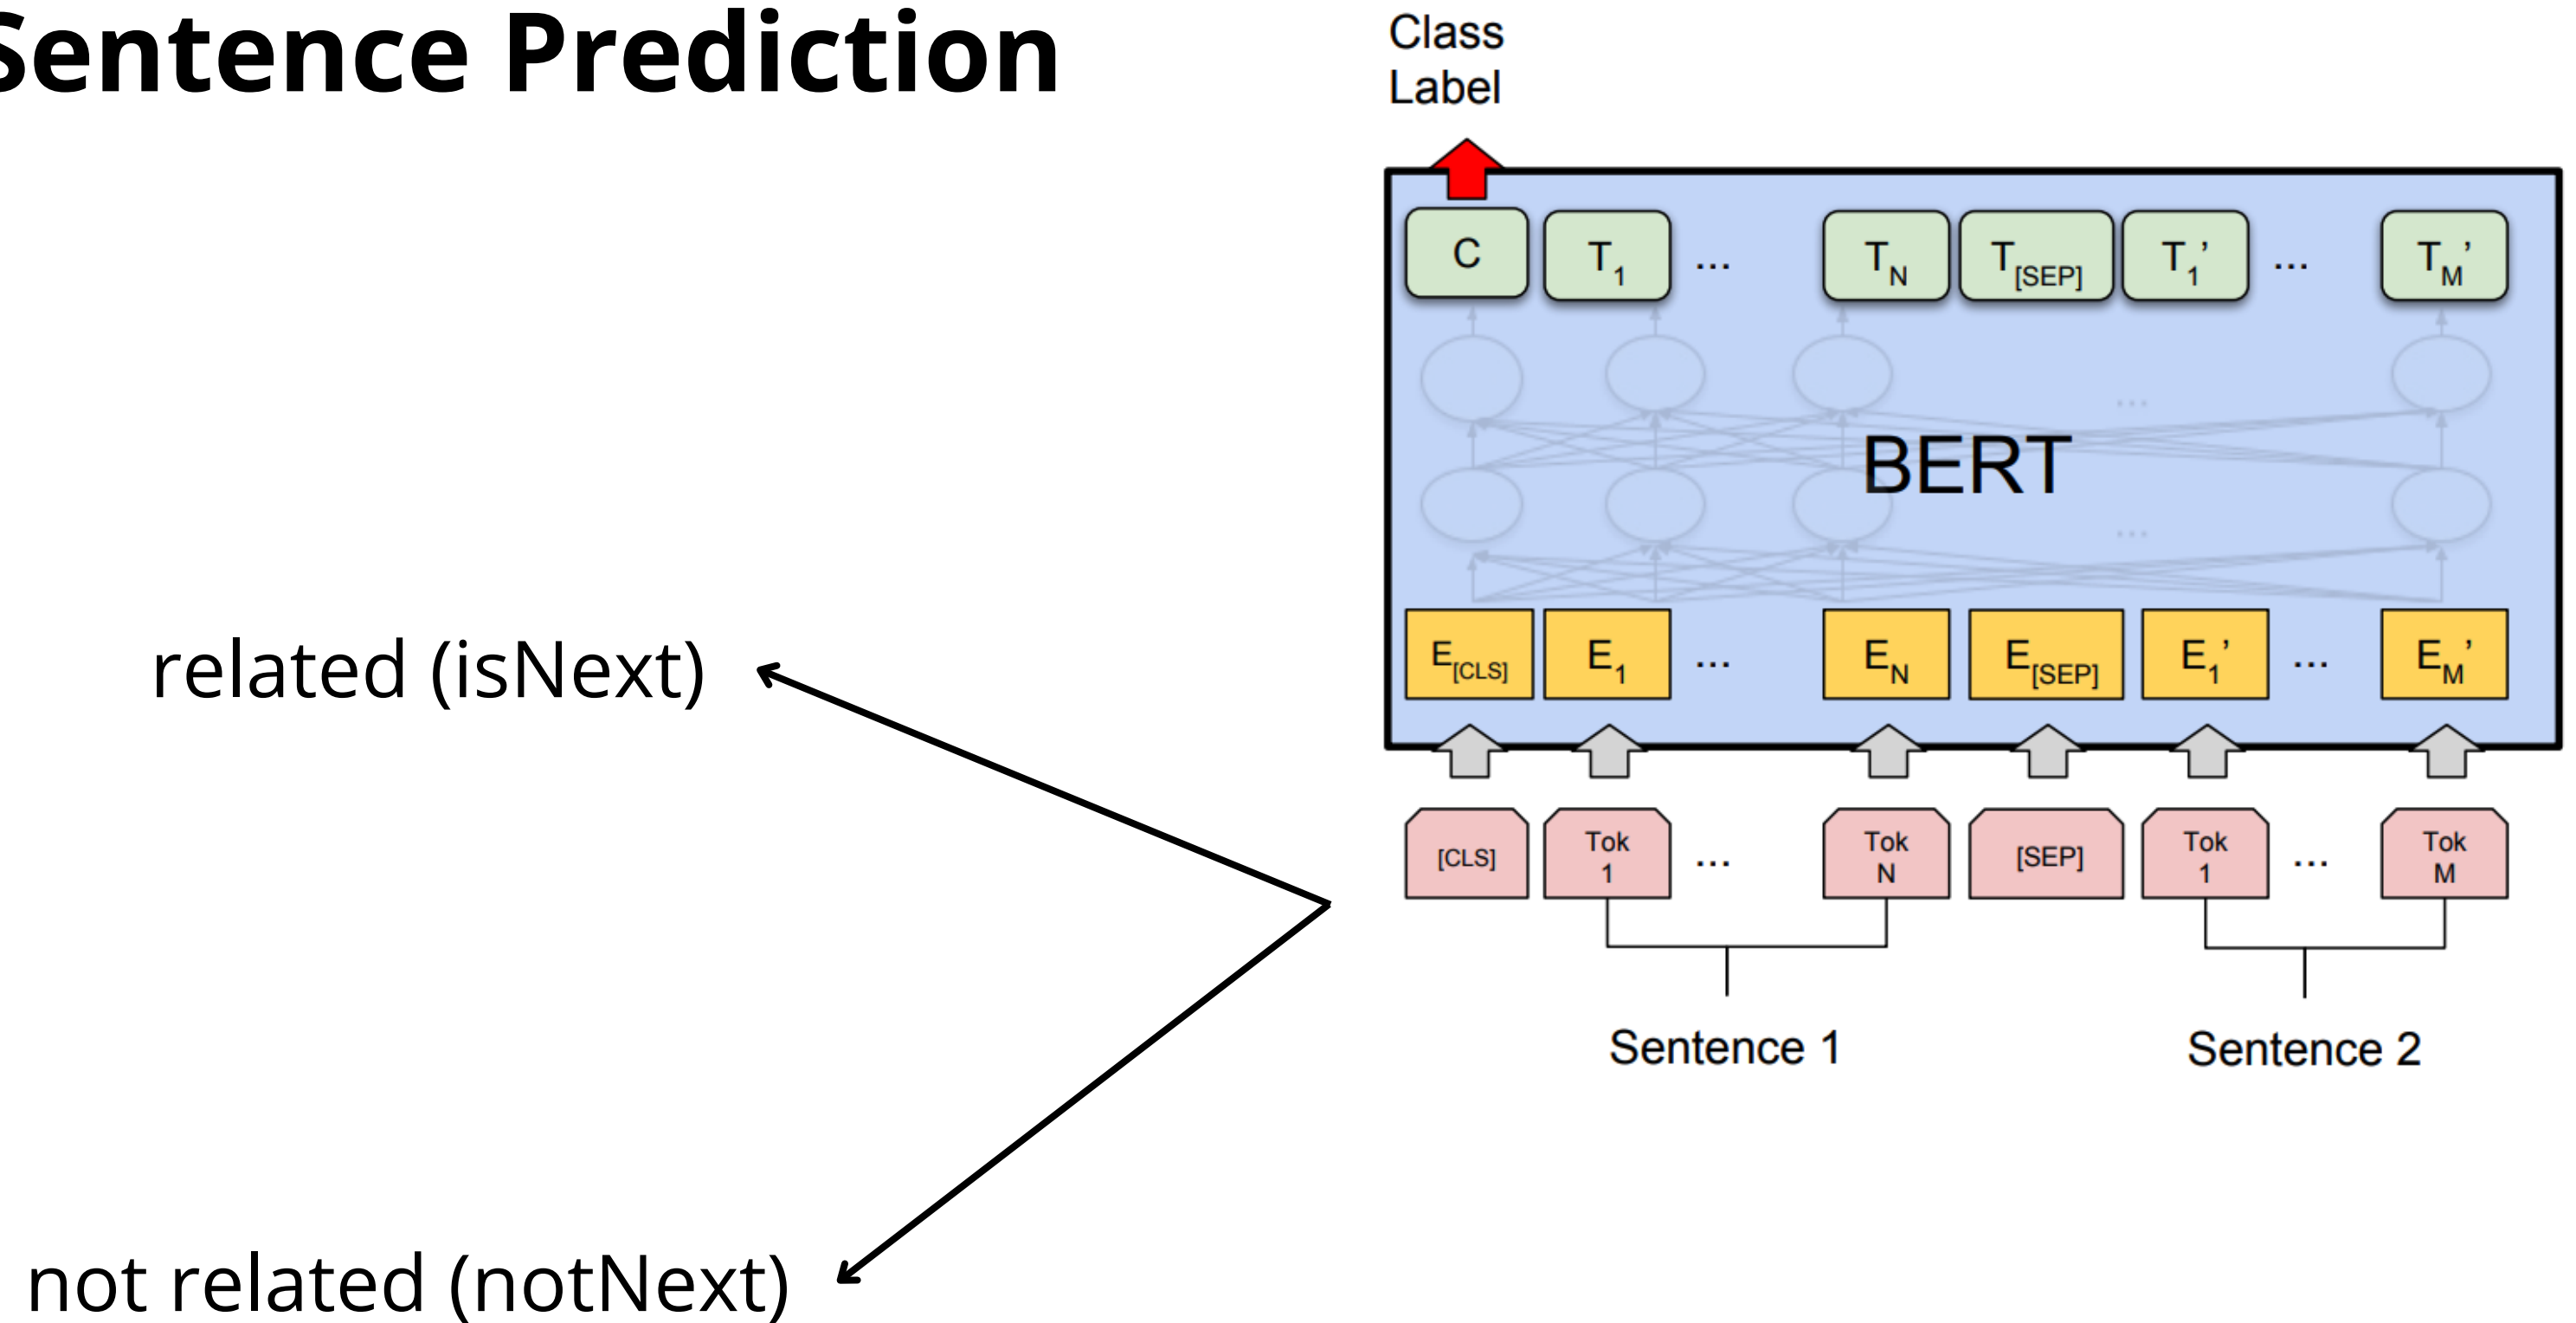 Sentence Prediction
Class
Label
C T1 ... TN T[SEP] T1’ ... TM’
...
BERT
...
E[CLS] E1 ... EN E[SEP] E1’ ... EM’
related (isNext)
[CLS] Tok 1 ... Tok N [SEP] Tok 1 ... Tok M
Sentence 1 Sentence 2
not related (notNext)